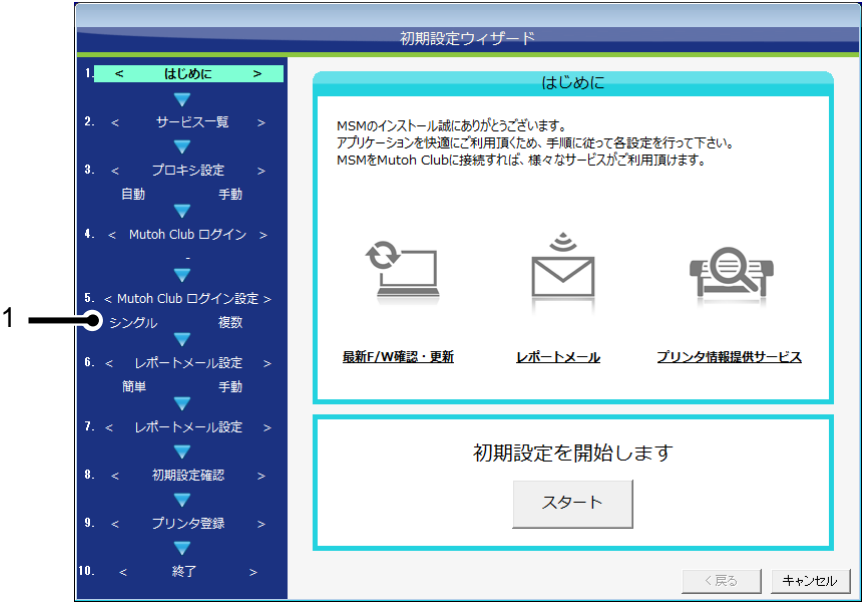 初期設定ウィザード
1. < はじめに >
2. < サービス一覧 >
3. < プロキシ設定 >
自動 手動
4. < Mutoh Club ログイン >
-
5. < Mutoh Club ログイン設定 >
1
シングル 複数
6. < レポートメール設定 >
簡単 手動
7. < レポートメール設定 >
8. < 初期設定確認 >
9. < プリンタ登録 >
10. < 終了 >
はじめに
MSMのインストール誠にありがとうございます。
アプリケーションを快適にご利用頂くため、手順に従って各設定を行って下さい。
MSMをMutoh Clubに接続すれば、様々なサービスがご利用頂けます。
最新F/W確認・更新 レポートメール プリンタ情報提供サービス
初期設定を開始します
スタート
< 戻る キャンセル